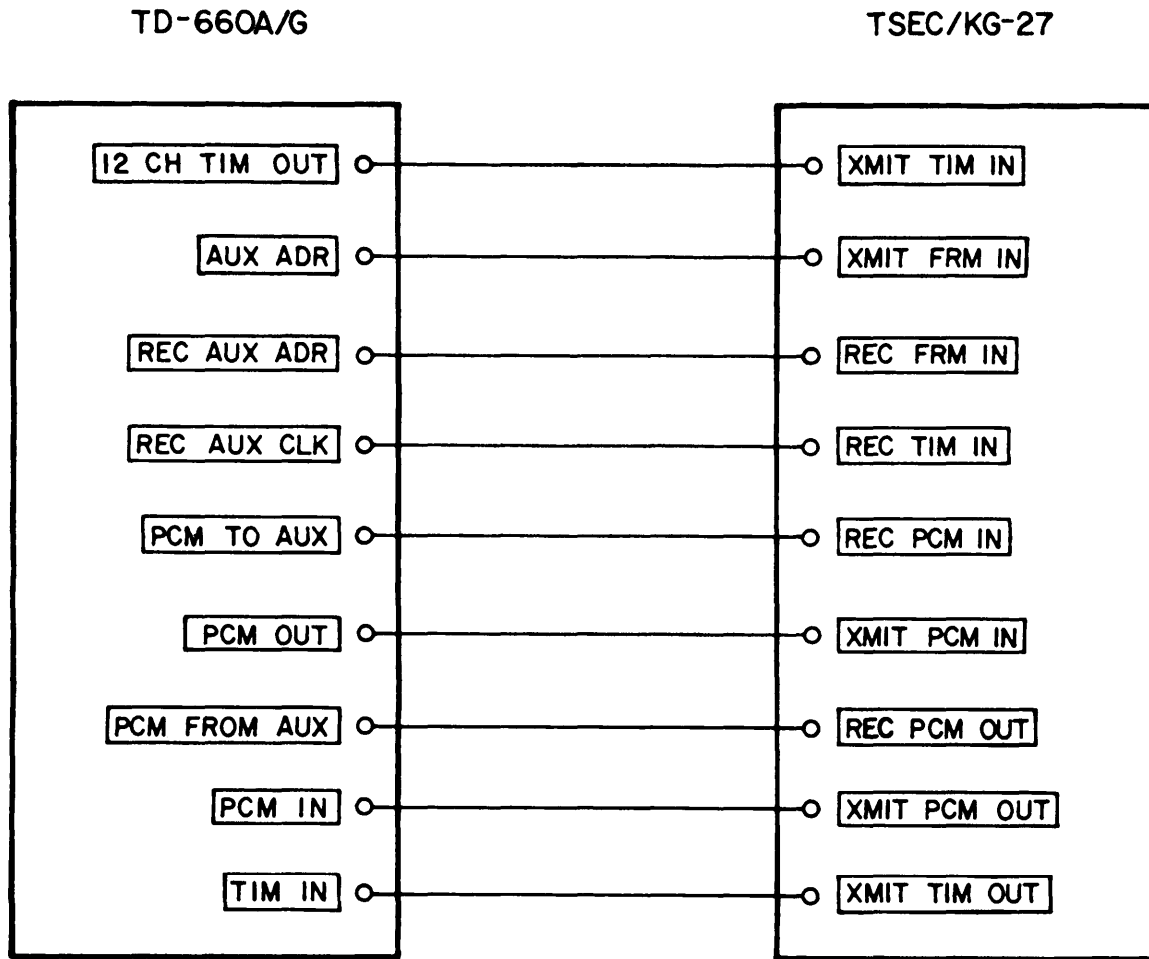 TD-660A/G TSEC/KG-27
12 CH TIM OUT XMIT TIM IN
AUX ADR XMIT FRM IN
REC AUX ADR REC FRM IN
REC AUX CLK REC TIM IN
PCM TO AUX REC PCM IN
PCM OUT XMIT PCM IN
PCM FROM AUX REC PCM OUT
PCM IN XMIT PCM OUT
TIM IN XMIT TIM OUT